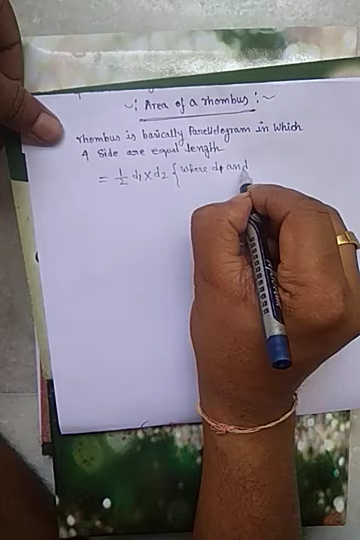 ~: Area of a rhombus :~
rhombus is basically Parellelogram in Which
4 Side are equal length
= 1/2 d1 × d2 { Where d1 and